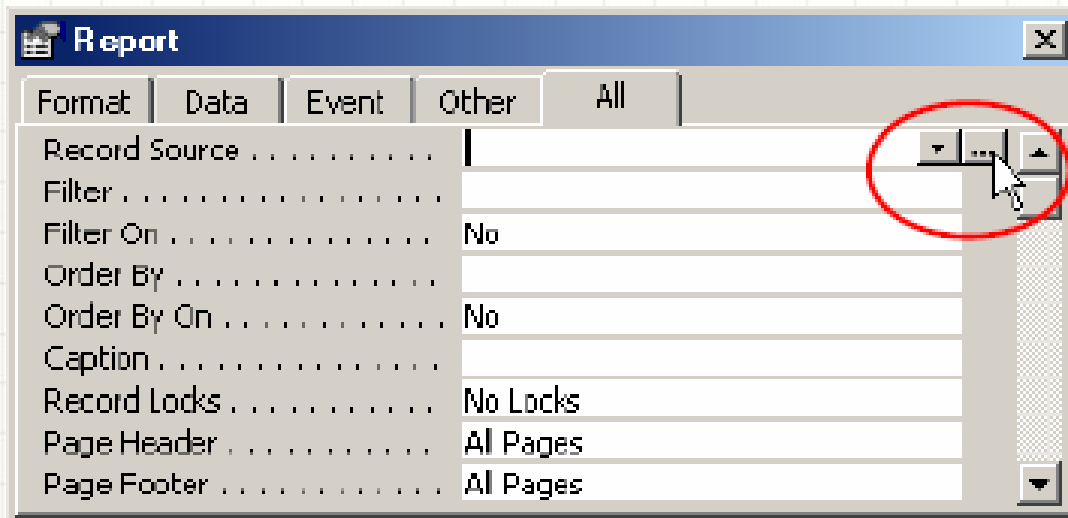 Report
Format Data Event Other All
Record Source . . . . . . . . . .
Filter . . . . . . . . . . . . . . . . .
Filter On . . . . . . . . . . . . . . No
Order By . . . . . . . . . . . . . .
Order By On . . . . . . . . . . . . No
Caption . . . . . . . . . . . . . . .
Record Locks . . . . . . . . . . . No Locks
Page Header . . . . . . . . . . . All Pages
Page Footer . . . . . . . . . . . . All Pages